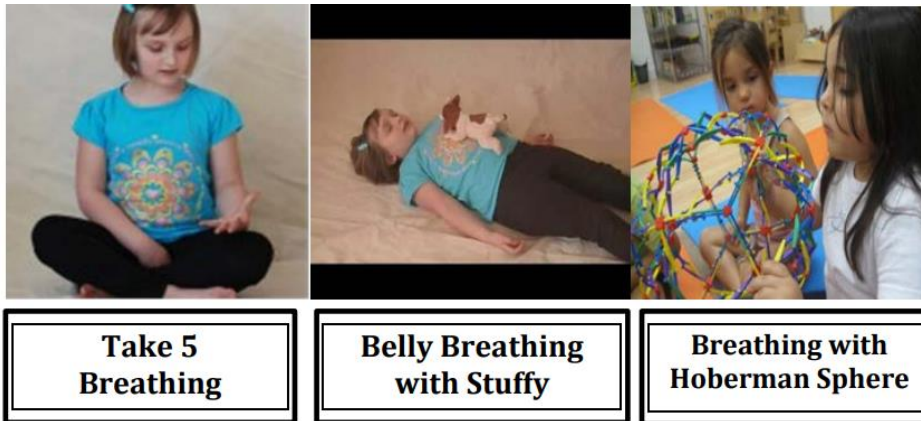 Take 5
Breathing
Belly Breathing
with Stuffy
Breathing with
Hoberman Sphere